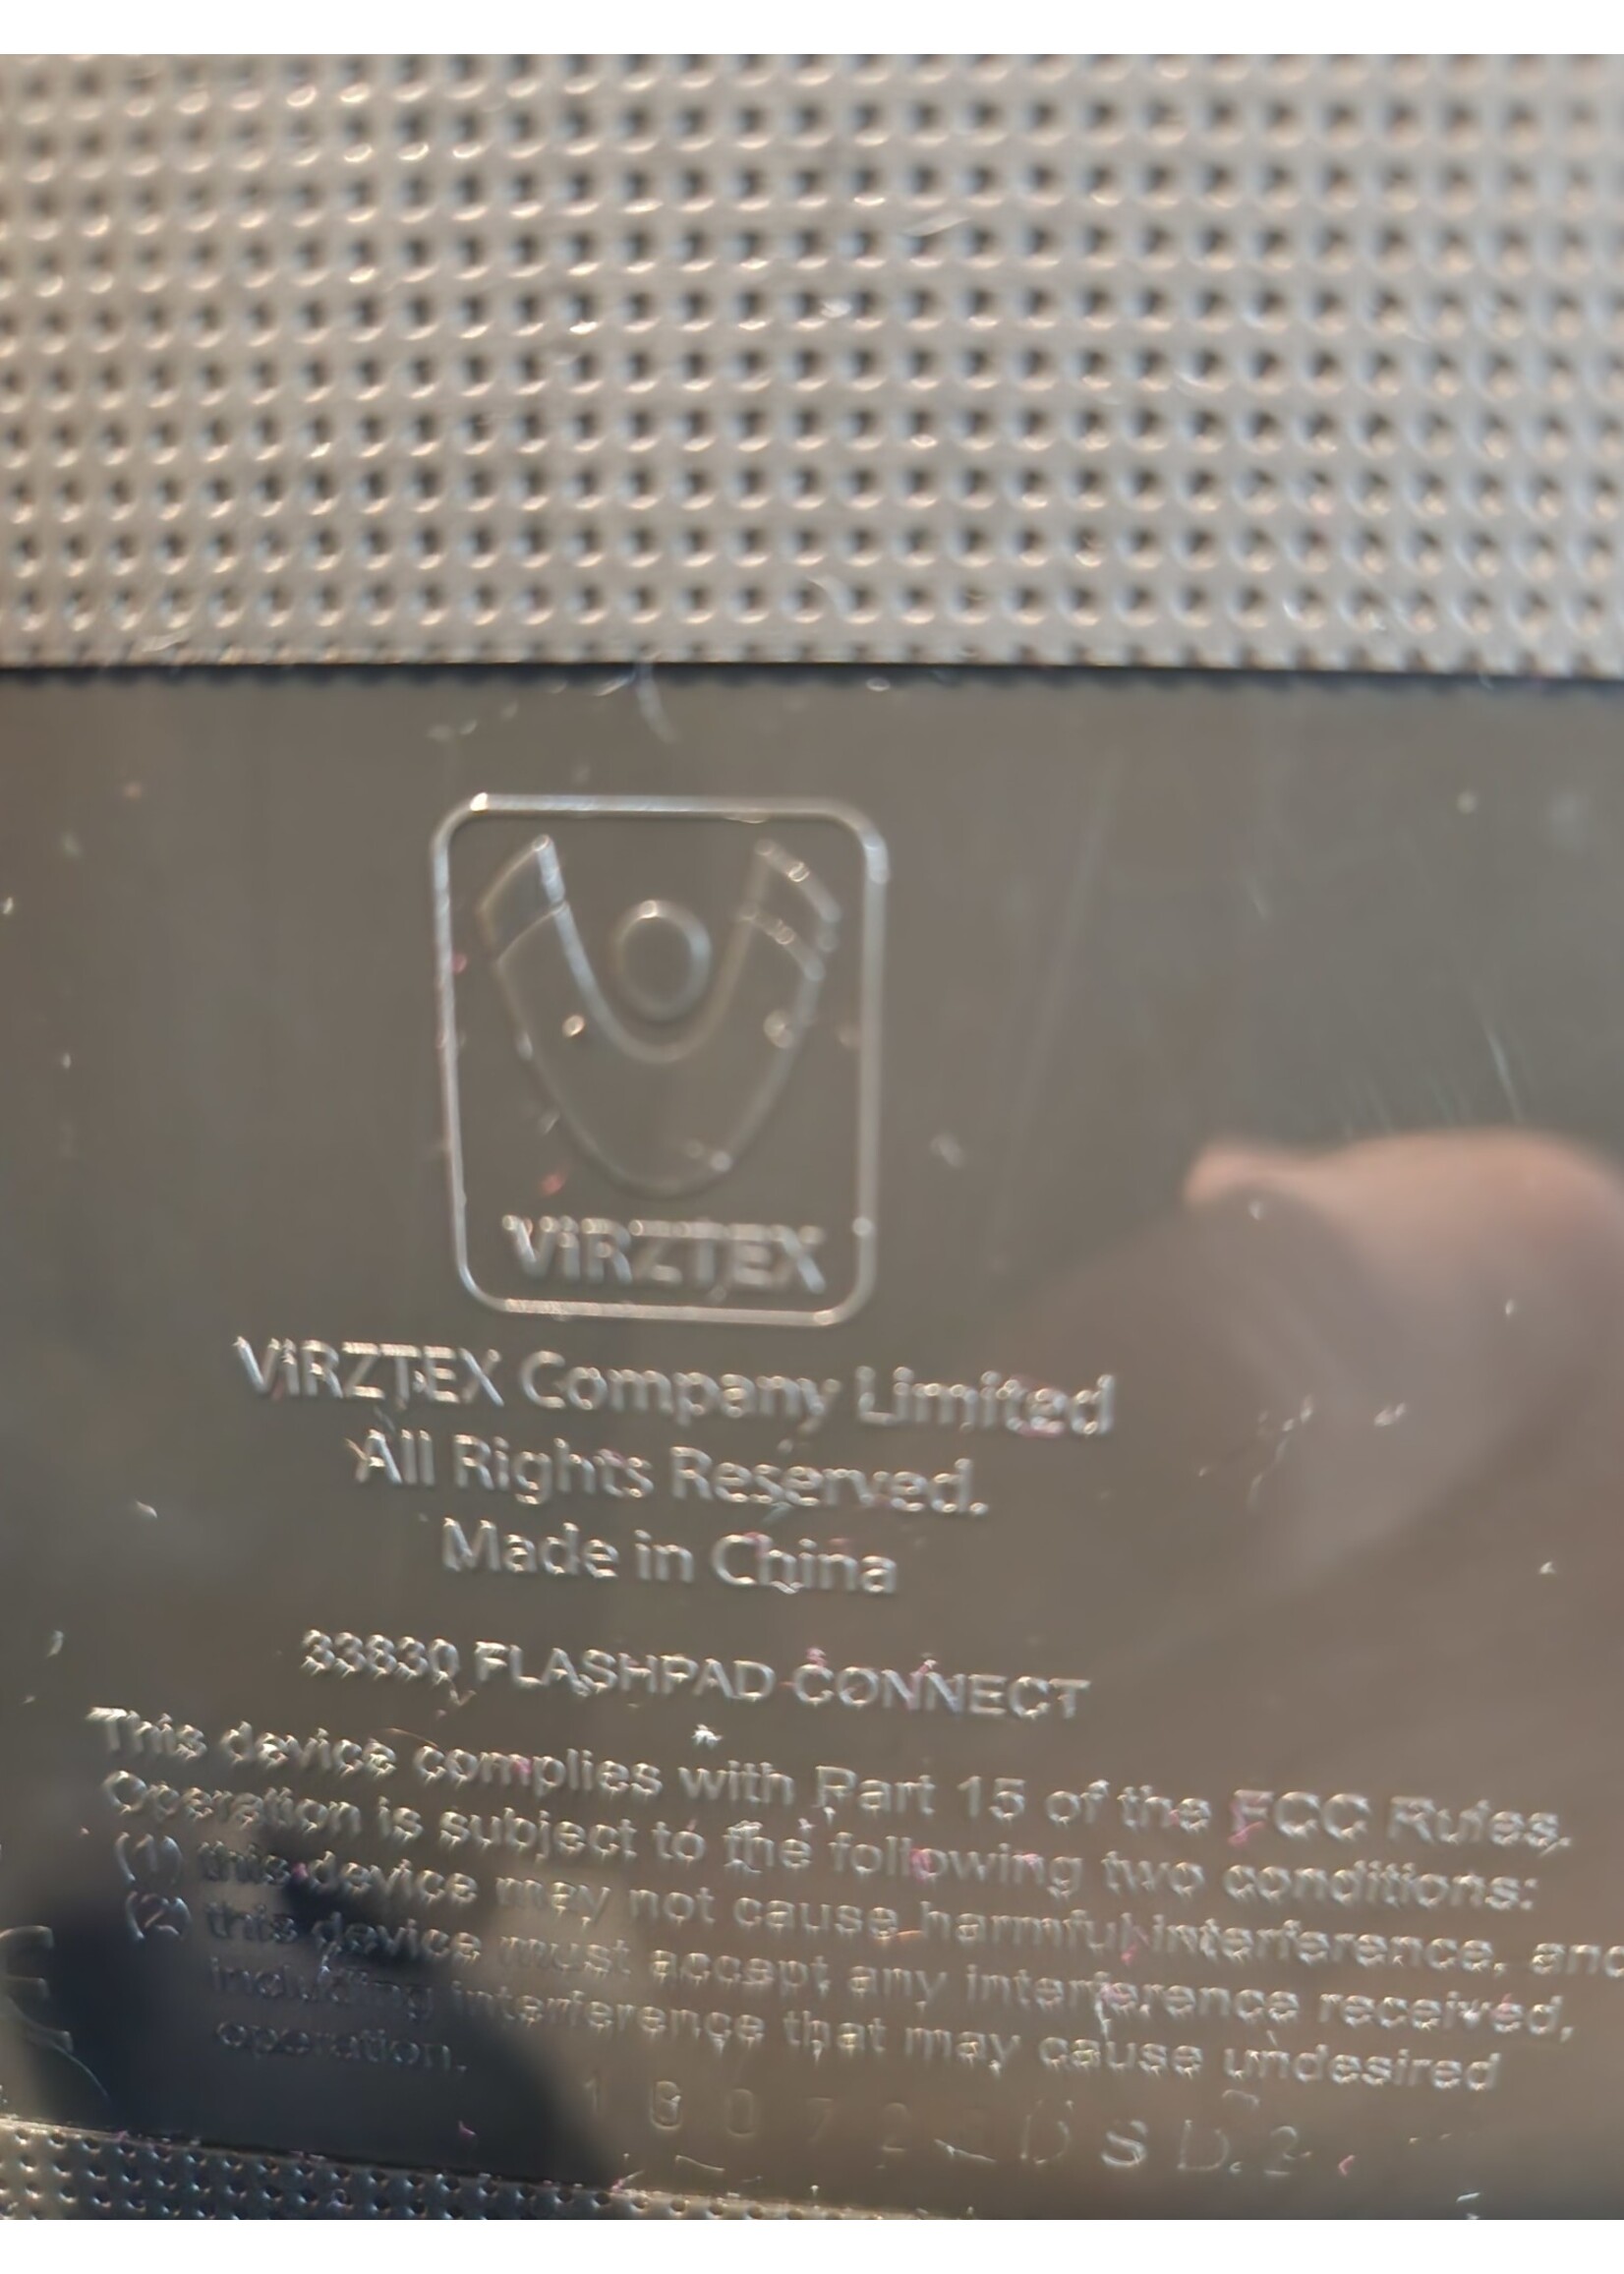 ViRZTEX
ViRZTEX Company Limited
All Rights Reserved.
Made in China
33830 FLASHPAD CONNECT
This device complies with Part 15 of the FCC Rules.
Operation is subject to the following two conditions:
(1) this device may not cause harmful interference, and
(2) this device must accept any interference received,
including interference that may cause undesired
operation.